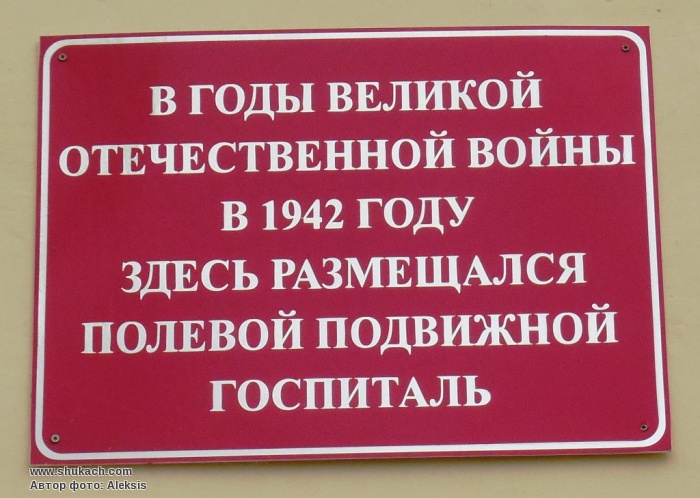 В ГОДЫ ВЕЛИКОЙ
ОТЕЧЕСТВЕННОЙ ВОЙНЫ
В 1942 ГОДУ
ЗДЕСЬ РАЗМЕЩАЛСЯ
ПОЛЕВОЙ ПОДВИЖНОЙ
ГОСПИТАЛЬ
www.shukach.com
Автор фото: Aleksis